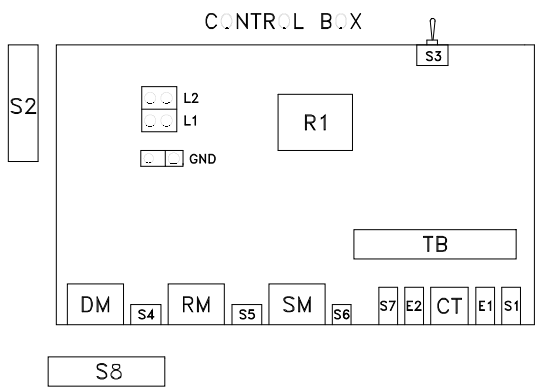 CONTROL BOX
S3
S2
L2
L1
R1
GND
TB
DM
S4
RM
S5
SM
S6
S7
E2
CT
E1
S1
S8